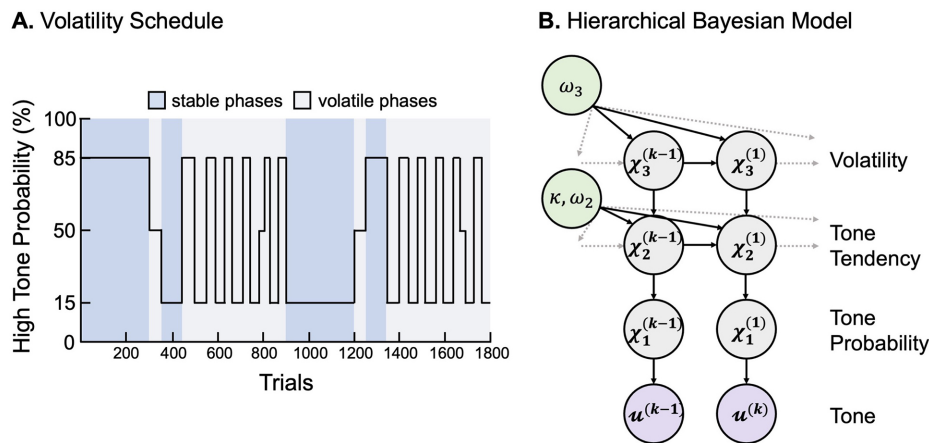 A. Volatility Schedule
stable phases
volatile phases
High Tone Probability (%)
100
85
50
15
0
200
400
600
800
1000
1200
1400
1600
1800
Trials
B. Hierarchical Bayesian Model
ω₃
χ₃⁽ᵏ⁻¹⁾
χ₃⁽¹⁾
Volatility
κ, ω₂
χ₂⁽ᵏ⁻¹⁾
χ₂⁽¹⁾
Tone
Tendency
χ₁⁽ᵏ⁻¹⁾
χ₁⁽¹⁾
Tone
Probability
u⁽ᵏ⁻¹⁾
u⁽ᵏ⁾
Tone